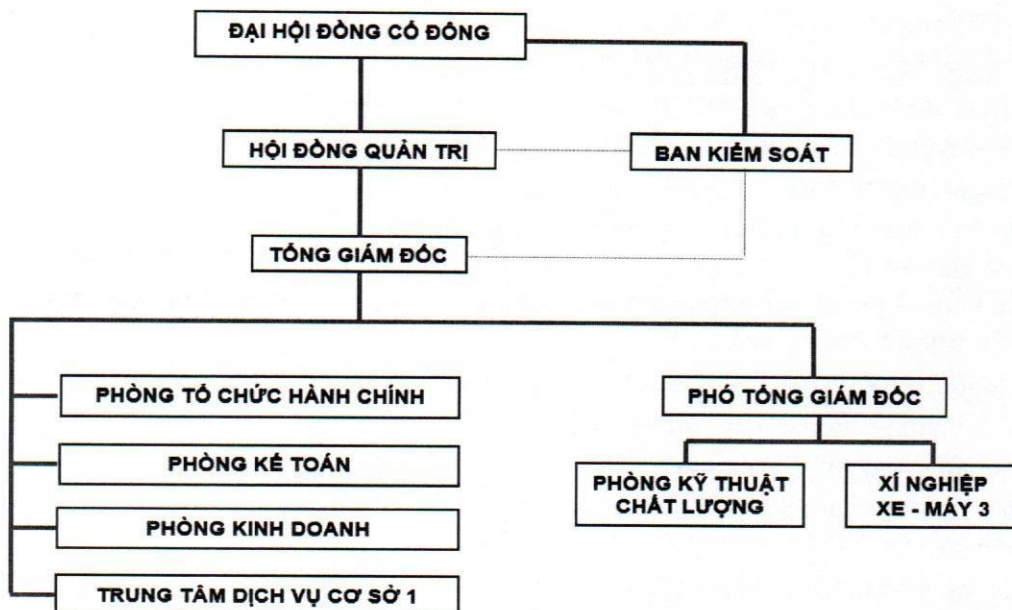 ĐẠI HỘI ĐỒNG CỔ ĐÔNG
HỘI ĐỒNG QUẢN TRỊ
BAN KIỂM SOÁT
TỔNG GIÁM ĐỐC
PHÒNG TỔ CHỨC HÀNH CHÍNH
PHÓ TỔNG GIÁM ĐỐC
PHÒNG KẾ TOÁN
PHÒNG KỸ THUẬT
CHẤT LƯỢNG
XÍ NGHIỆP
XE - MÁY 3
PHÒNG KINH DOANH
TRUNG TÂM DỊCH VỤ CƠ SỞ 1